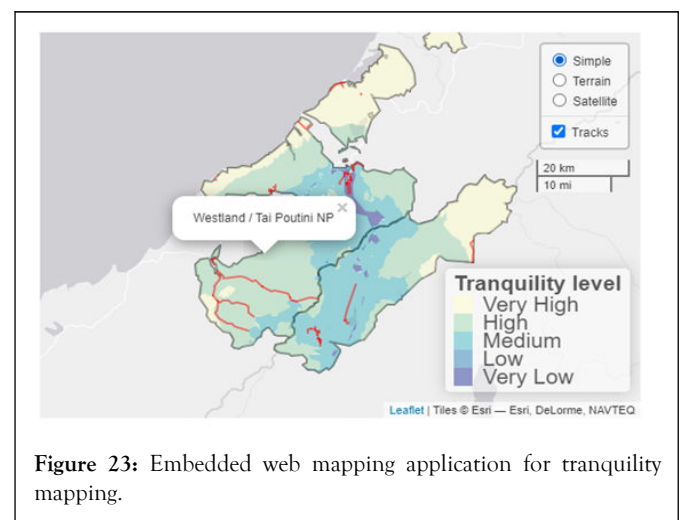 Simple
Terrain
Satellite
Tracks
20 km
10 mi
Westland / Tai Poutini NP
×
Tranquility level
Very High
High
Medium
Low
Very Low
Leaflet | Tiles © Esri — Esri, DeLorme, NAVTEQ
Figure 23: Embedded web mapping application for tranquility
mapping.